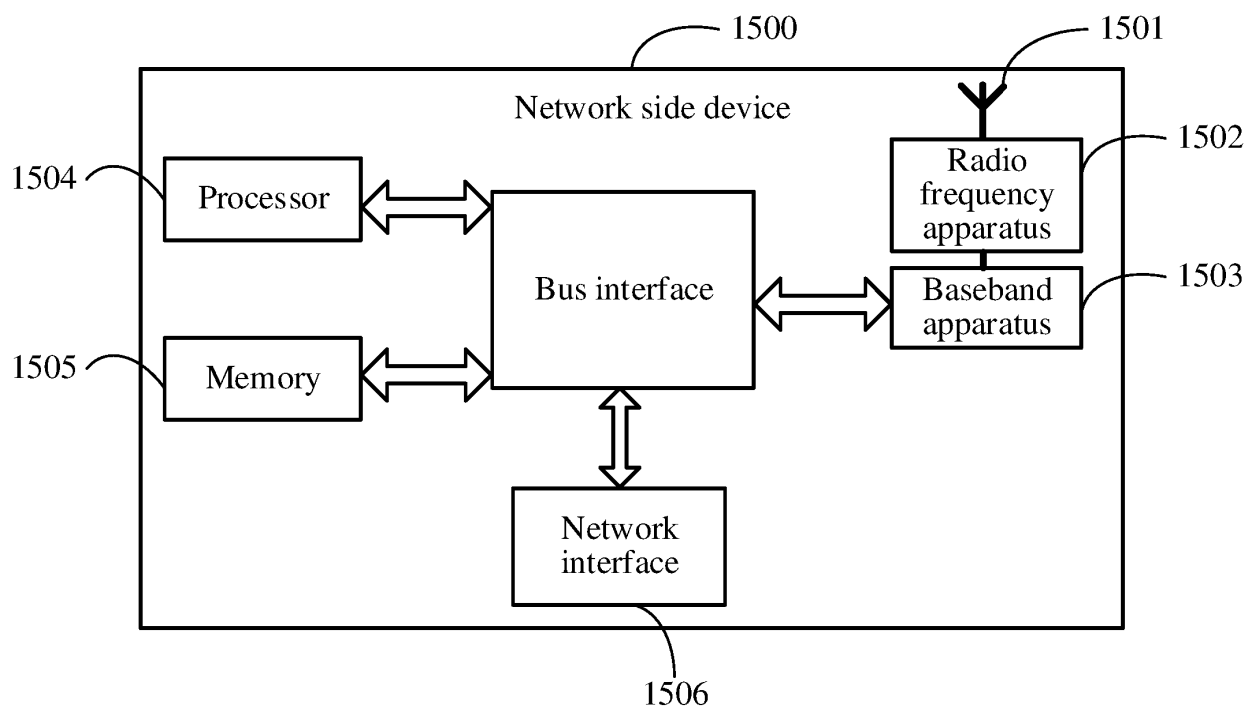 1500
1501
Network side device
1502
Radio
frequency
apparatus
1504
Processor
Bus interface
1503
Baseband
apparatus
1505
Memory
Network
interface
1506